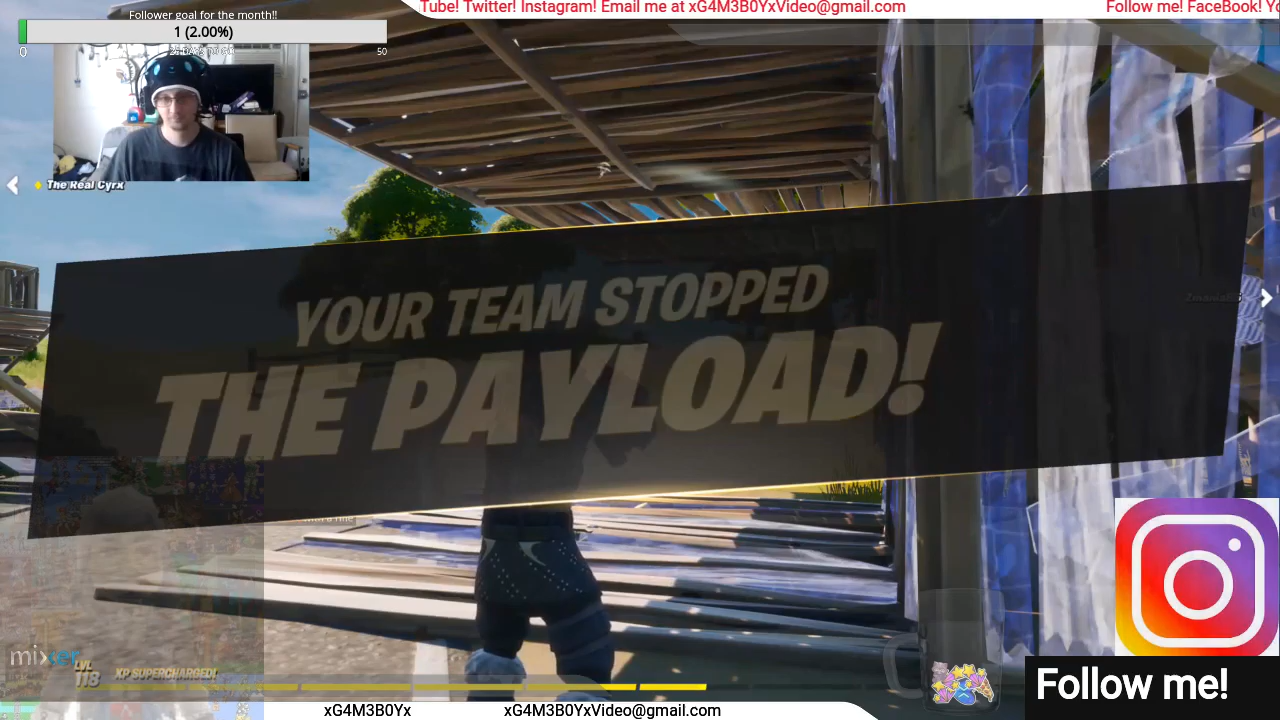 Tube! Twitter! Instagram! Email me at xG4M3B0YxVideo@gmail.com
Follow me! FaceBook!
Follower goal for the month!!
1 (2.00%)
0
50
The Real Cyrx
YOUR TEAM STOPPED
THE PAYLOAD!
mixer
LVL
118
XP SUPERCHARGED!
Follow me!
xG4M3B0Yx
xG4M3B0YxVideo@gmail.com